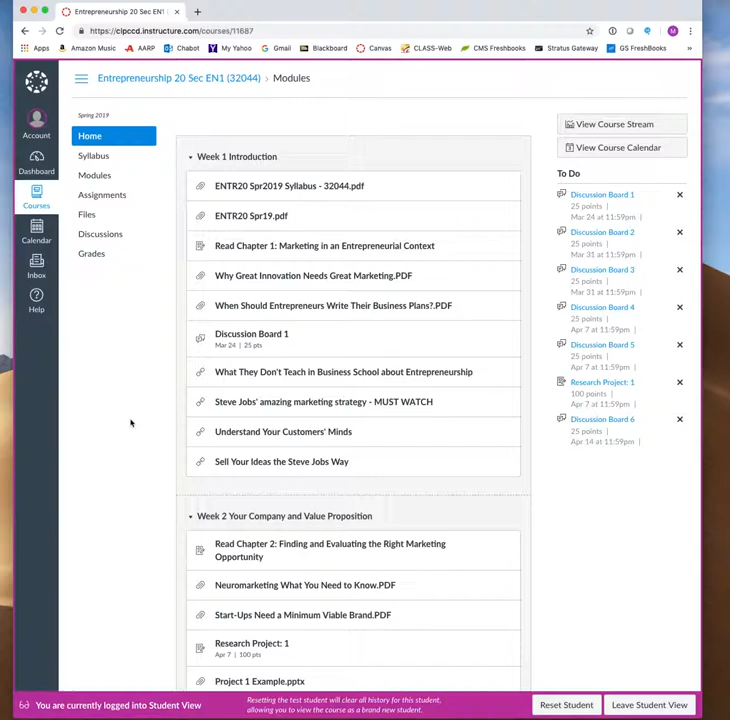 Entrepreneurship 20 Sec EN1
https://clpccd.instructure.com/courses/11687
M
Apps
Amazon Music
AARP
Chabot
My Yahoo
Gmail
Blackboard
Canvas
CLASS-Web
CMS Freshbooks
Stratus Gateway
GS FreshBooks
Entrepreneurship 20 Sec EN1 (32044) › Modules
Account
Dashboard
Courses
Calendar
Inbox
Help
Spring 2019
Home
Syllabus
Modules
Assignments
Files
Discussions
Grades
Week 1 Introduction
ENTR20 Spr2019 Syllabus - 32044.pdf
ENTR20 Spr19.pdf
Read Chapter 1: Marketing in an Entrepreneurial Context
Why Great Innovation Needs Great Marketing.PDF
When Should Entrepreneurs Write Their Business Plans?.PDF
Discussion Board 1
Mar 24 | 25 pts
What They Don't Teach in Business School about Entrepreneurship
Steve Jobs' amazing marketing strategy - MUST WATCH
Understand Your Customers' Minds
Sell Your Ideas the Steve Jobs Way
Week 2 Your Company and Value Proposition
Read Chapter 2: Finding and Evaluating the Right Marketing
Opportunity
Neuromarketing What You Need to Know.PDF
Start-Ups Need a Minimum Viable Brand.PDF
Research Project: 1
Apr 7 | 100 pts
Project 1 Example.pptx
View Course Stream
View Course Calendar
To Do
Discussion Board 1
25 points |
Mar 24 at 11:59pm |
Discussion Board 2
25 points |
Mar 31 at 11:59pm |
Discussion Board 3
25 points |
Mar 31 at 11:59pm |
Discussion Board 4
25 points |
Apr 7 at 11:59pm |
Discussion Board 5
25 points |
Apr 7 at 11:59pm |
Research Project: 1
100 points |
Apr 7 at 11:59pm |
Discussion Board 6
25 points |
Apr 14 at 11:59pm |
You are currently logged into Student View
Resetting the test student will clear all history for this student,
allowing you to view the course as a brand new student.
Reset Student
Leave Student View